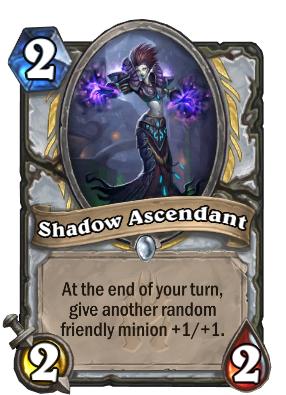 2
Shadow Ascendant
At the end of your turn,
give another random
friendly minion +1/+1.
2
2